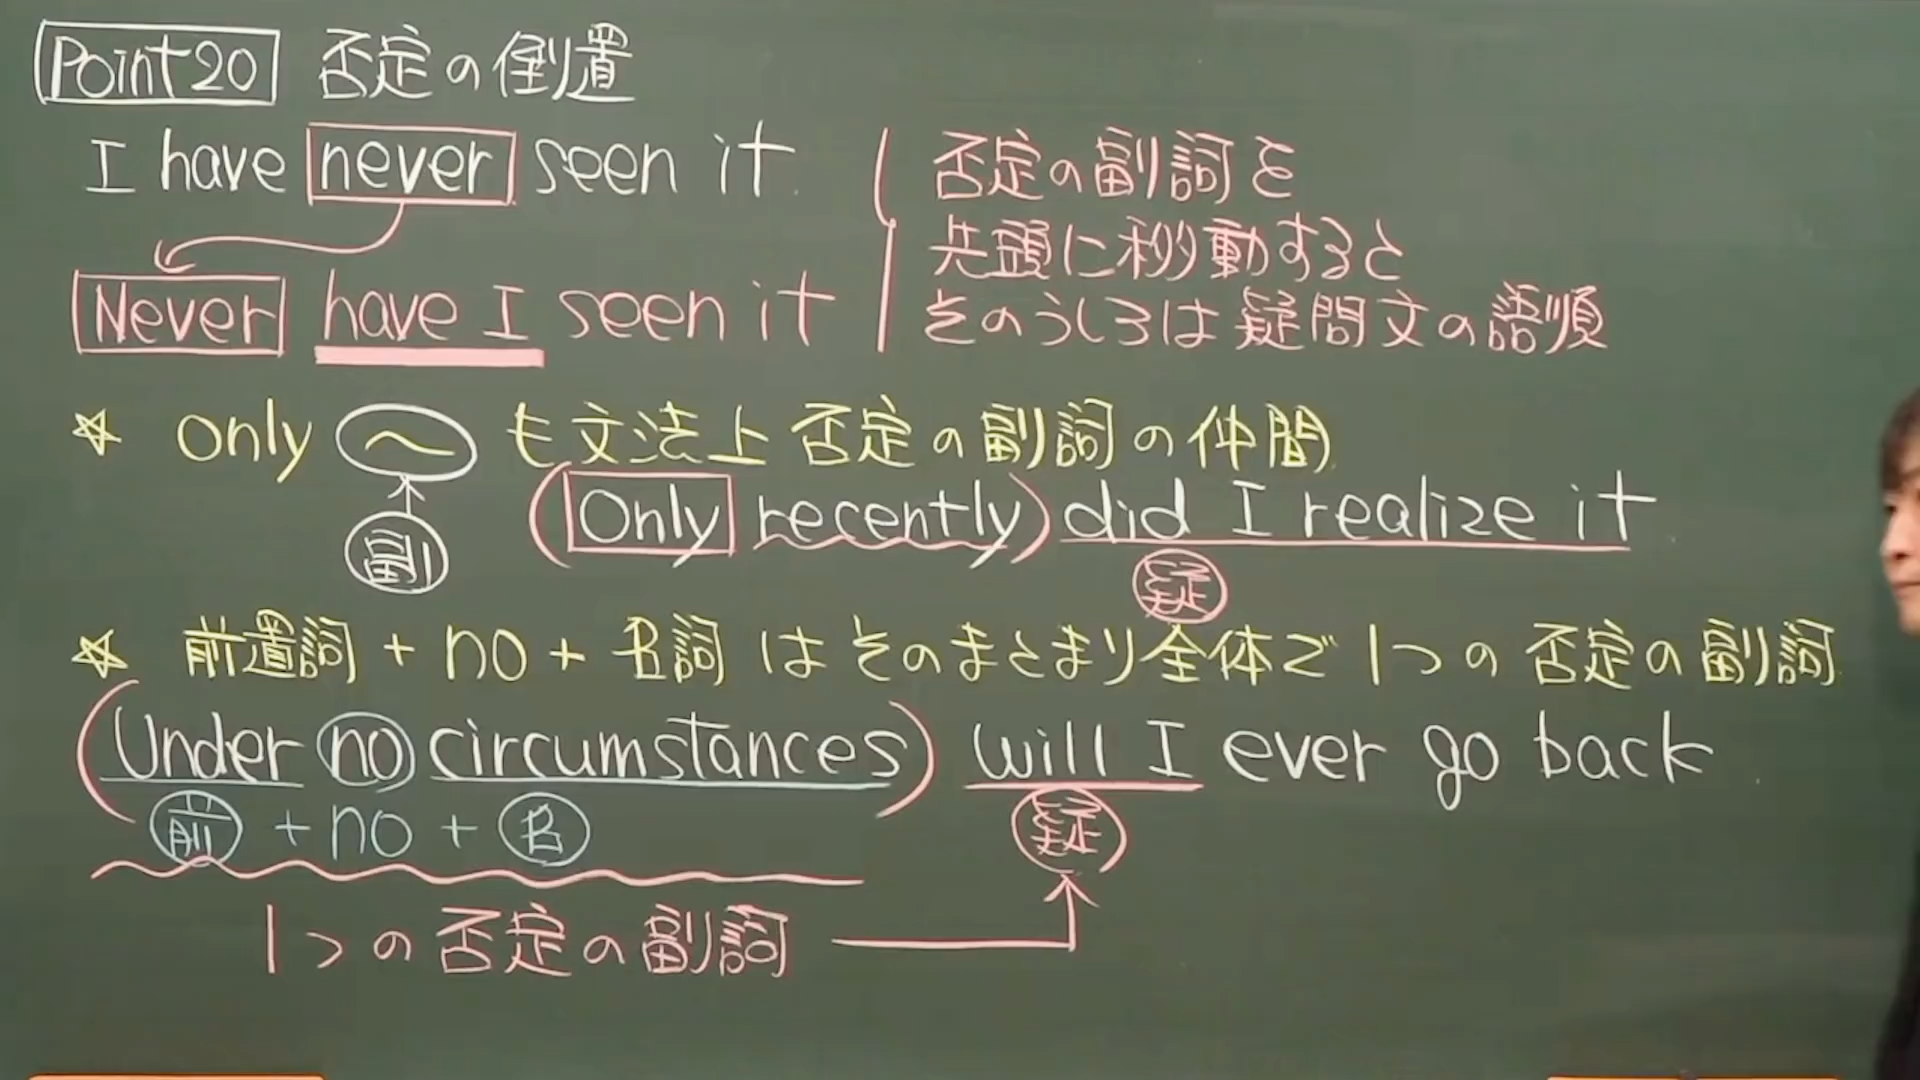 Point20 否定の倒置
I have never seen it.
Never have I seen it
否定の副詞を
先頭に移動すると
そのうしろは疑問文の語順
☆ only 〜 も文法上否定の副詞の仲間
副
(Only recently) did I realize it.
疑
☆ 前置詞 + no + 名詞 はそのまとまり全体で1つの否定の副詞
(Under no circumstances) will I ever go back.
前 + no + 名
疑
1つの否定の副詞